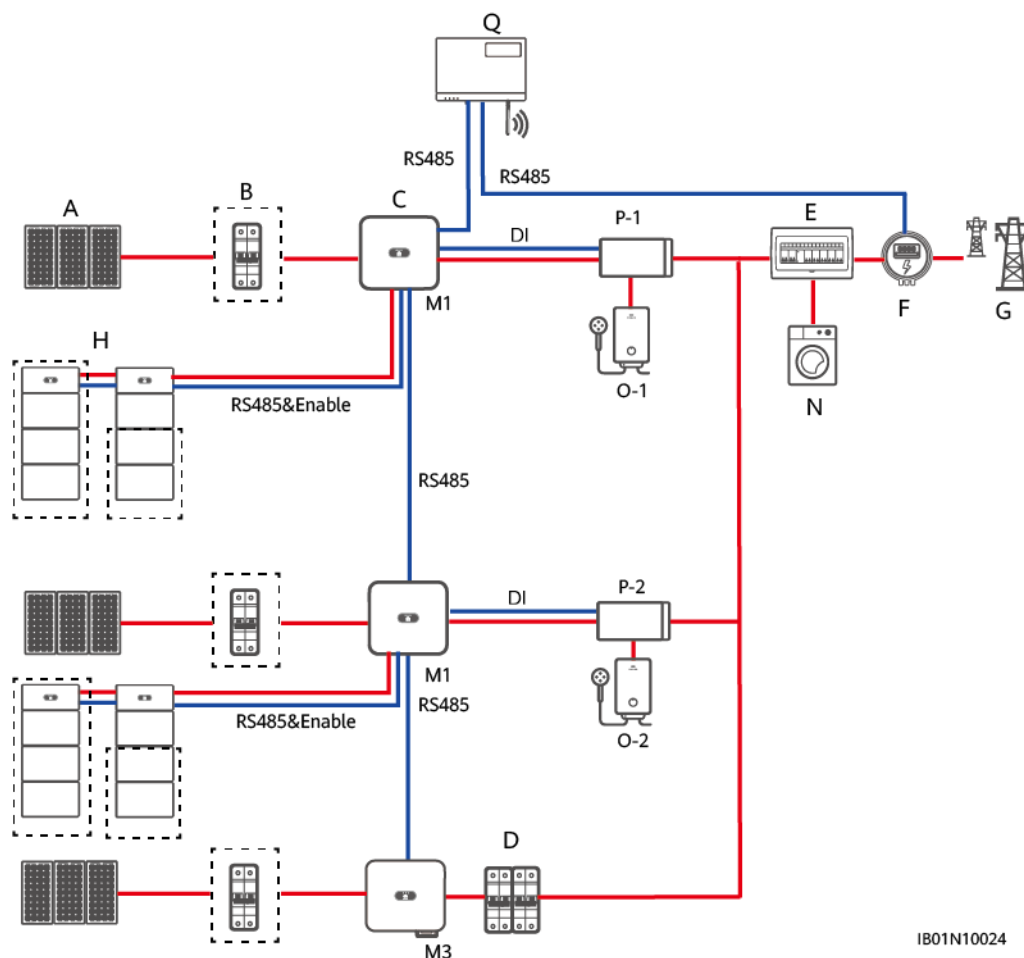 Q
RS485
RS485
A
B
C
DI
P-1
E
M1
F
G
H
O-1
N
RS485&Enable
RS485
DI
P-2
M1
RS485
RS485&Enable
O-2
D
M3
IB01N10024